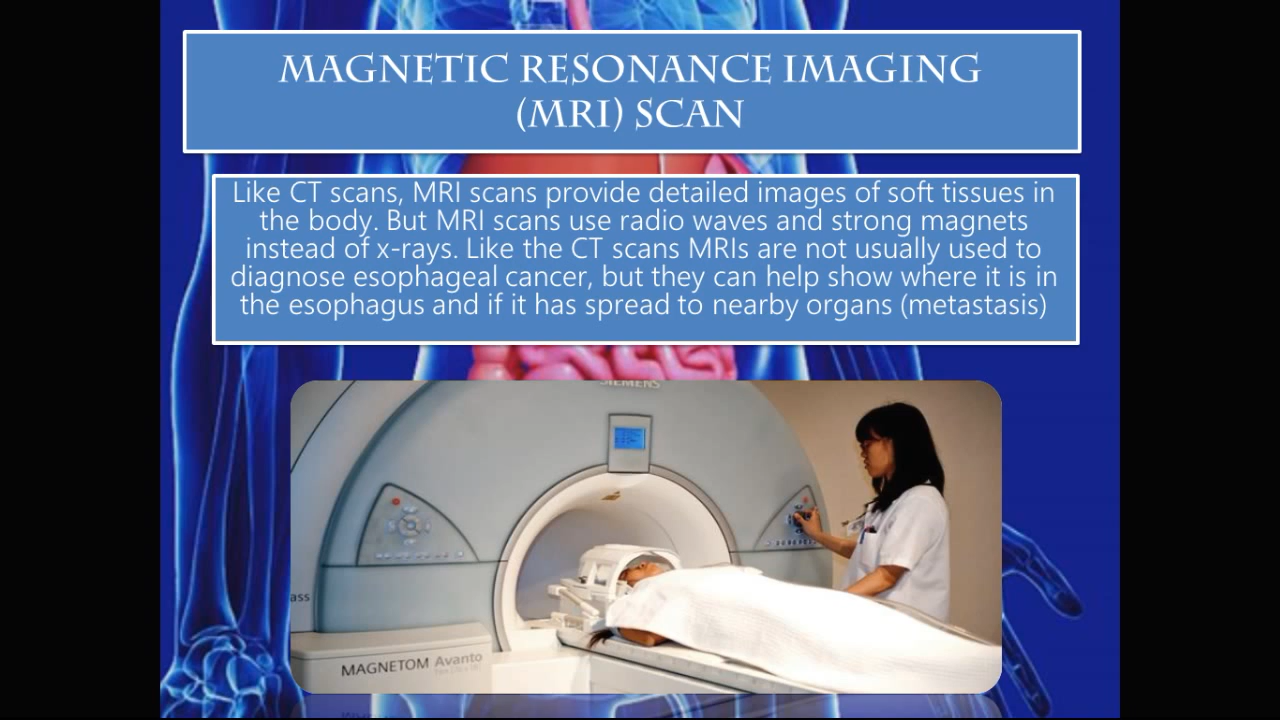 MAGNETIC RESONANCE IMAGING
(MRI) SCAN
Like CT scans, MRI scans provide detailed images of soft tissues in
the body. But MRI scans use radio waves and strong magnets
instead of x-rays. Like the CT scans MRIs are not usually used to
diagnose esophageal cancer, but they can help show where it is in
the esophagus and if it has spread to nearby organs (metastasis)
SIEMENS
ass
MAGNETOM Avanto